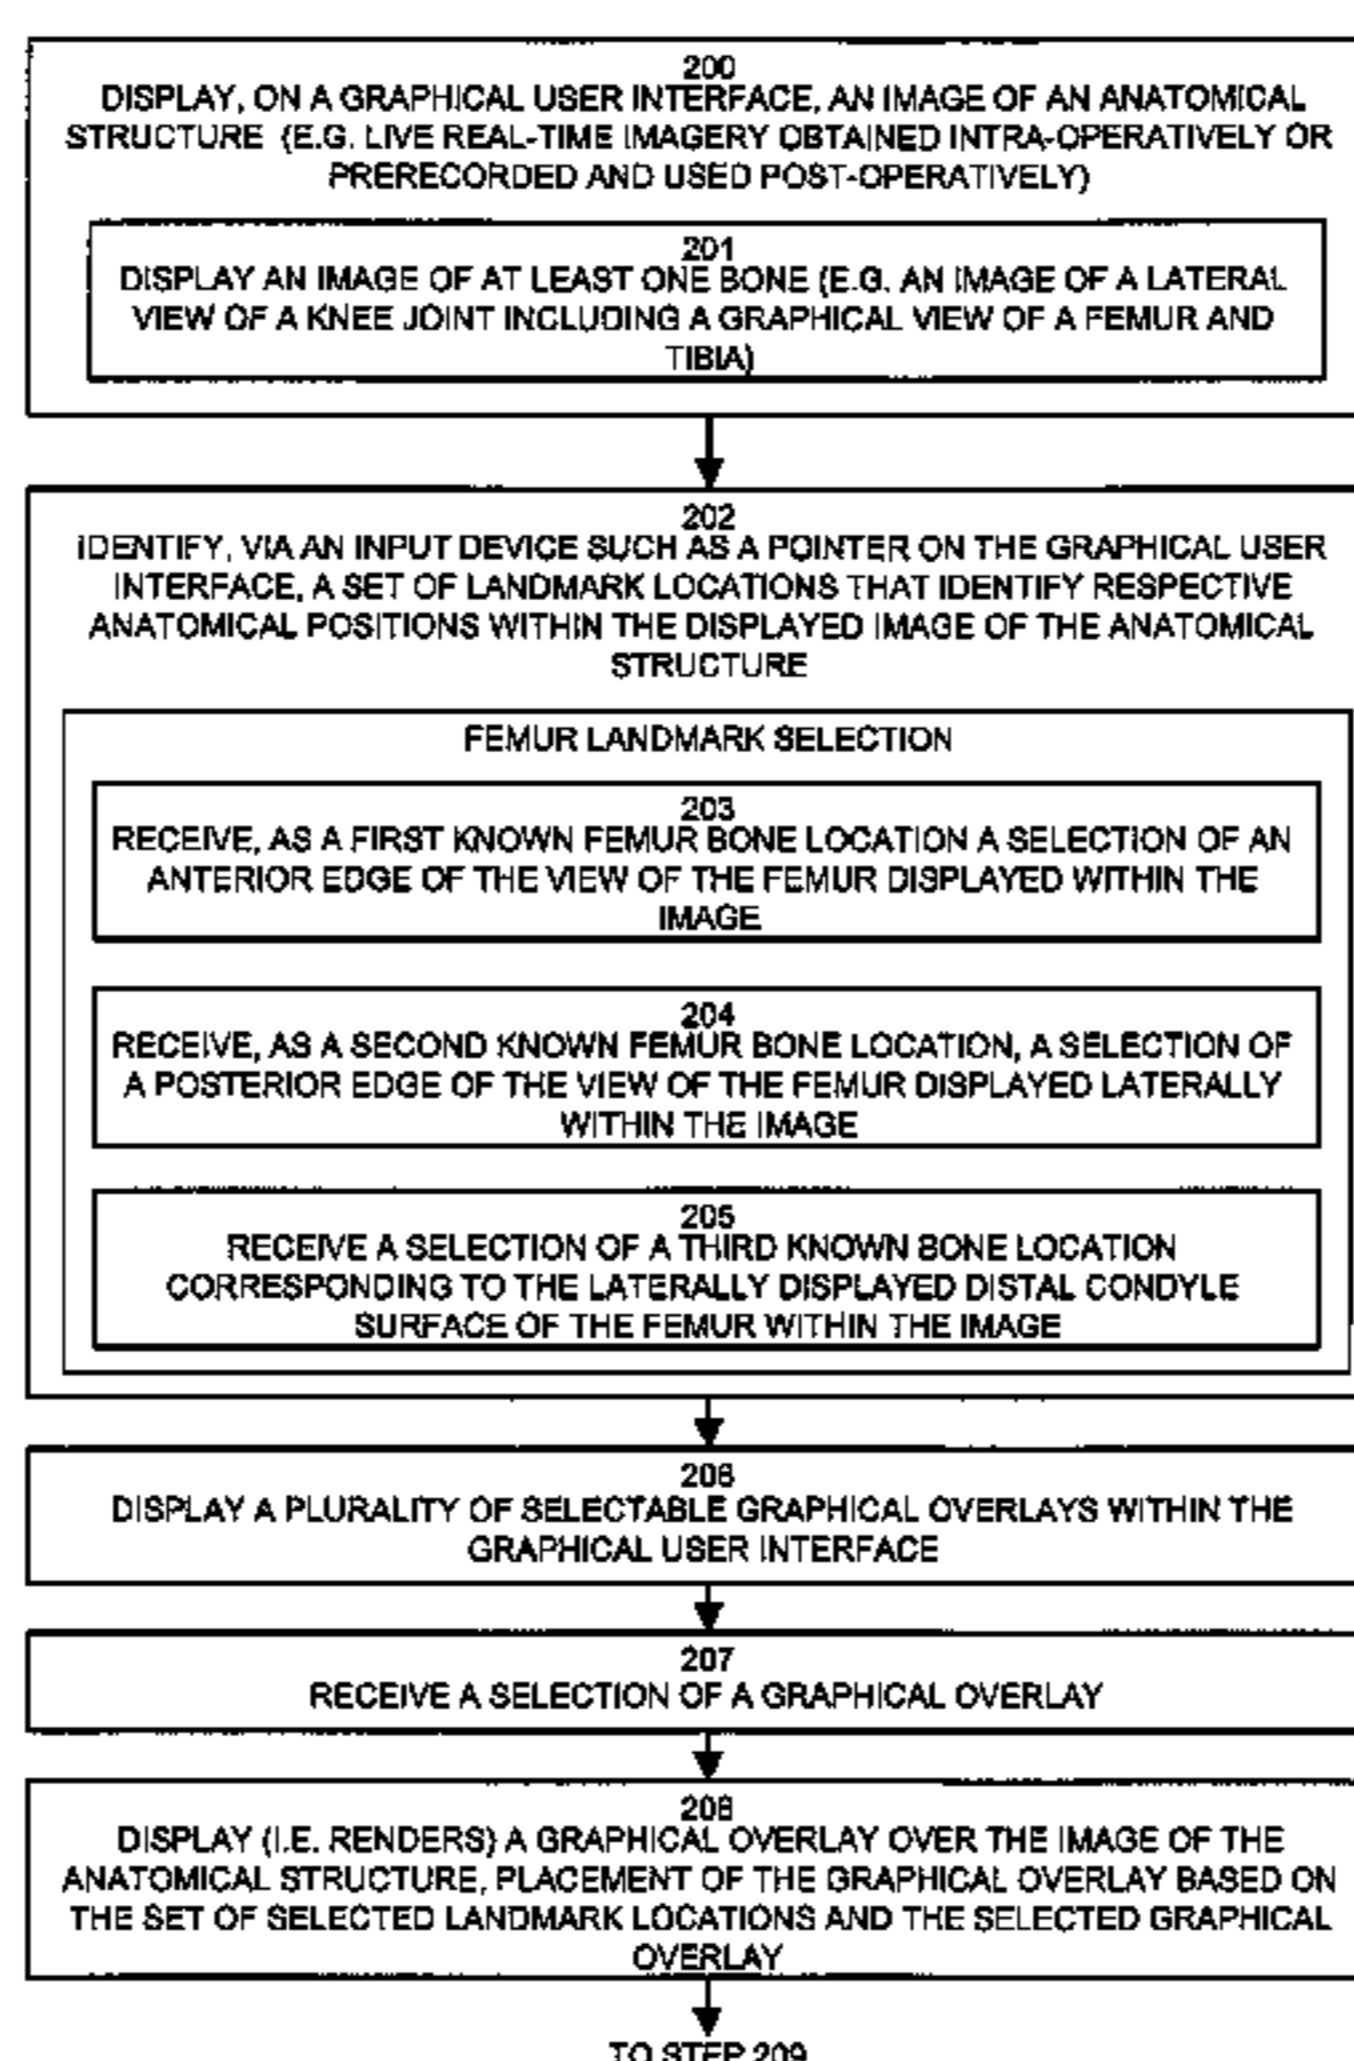 200
DISPLAY, ON A GRAPHICAL USER INTERFACE, AN IMAGE OF AN ANATOMICAL
STRUCTURE (E.G. LIVE REAL-TIME IMAGERY OBTAINED INTRA-OPERATIVELY OR
PRERECORDED AND USED POST-OPERATIVELY)
201
DISPLAY AN IMAGE OF AT LEAST ONE BONE (E.G. AN IMAGE OF A LATERAL
VIEW OF A KNEE JOINT INCLUDING A GRAPHICAL VIEW OF A FEMUR AND
TIBIA)
202
IDENTIFY, VIA AN INPUT DEVICE SUCH AS A POINTER ON THE GRAPHICAL USER
INTERFACE, A SET OF LANDMARK LOCATIONS THAT IDENTIFY RESPECTIVE
ANATOMICAL POSITIONS WITHIN THE DISPLAYED IMAGE OF THE ANATOMICAL
STRUCTURE
FEMUR LANDMARK SELECTION
203
RECEIVE, AS A FIRST KNOWN FEMUR BONE LOCATION A SELECTION OF AN
ANTERIOR EDGE OF THE VIEW OF THE FEMUR DISPLAYED WITHIN THE
IMAGE
204
RECEIVE, AS A SECOND KNOWN FEMUR BONE LOCATION, A SELECTION OF
A POSTERIOR EDGE OF THE VIEW OF THE FEMUR DISPLAYED LATERALLY
WITHIN THE IMAGE
205
RECEIVE A SELECTION OF A THIRD KNOWN BONE LOCATION
CORRESPONDING TO THE LATERALLY DISPLAYED DISTAL CONDYLE
SURFACE OF THE FEMUR WITHIN THE IMAGE
206
DISPLAY A PLURALITY OF SELECTABLE GRAPHICAL OVERLAYS WITHIN THE
GRAPHICAL USER INTERFACE
207
RECEIVE A SELECTION OF A GRAPHICAL OVERLAY
208
DISPLAY (I.E. RENDERS) A GRAPHICAL OVERLAY OVER THE IMAGE OF THE
ANATOMICAL STRUCTURE, PLACEMENT OF THE GRAPHICAL OVERLAY BASED ON
THE SET OF SELECTED LANDMARK LOCATIONS AND THE SELECTED GRAPHICAL
OVERLAY
TO STEP 209